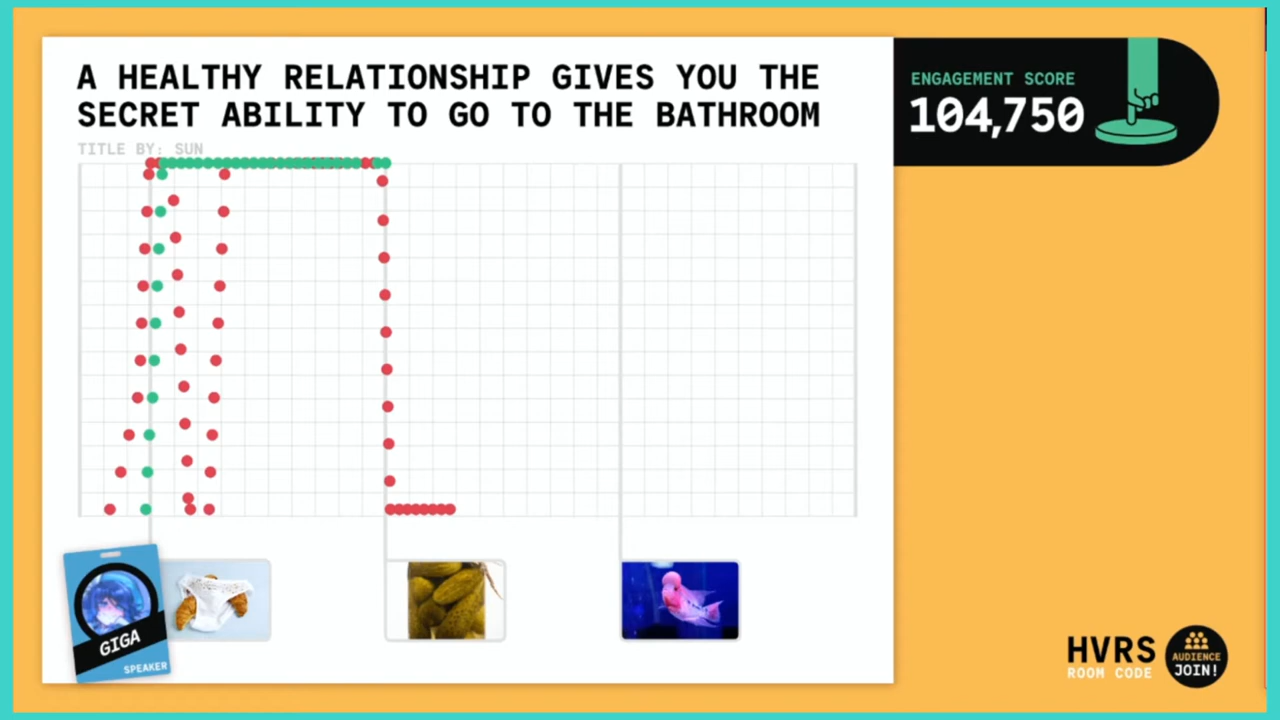 A HEALTHY RELATIONSHIP GIVES YOU THE
SECRET ABILITY TO GO TO THE BATHROOM
TITLE BY: SUN
ENGAGEMENT SCORE
104,750
GIGA
SPEAKER
HVRS
ROOM CODE
AUDIENCE
JOIN!